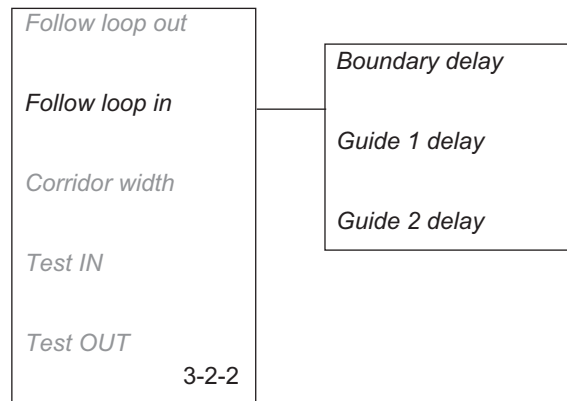 Follow loop out
Follow loop in
Corridor width
Test IN
Test OUT
3-2-2
Boundary delay
Guide 1 delay
Guide 2 delay